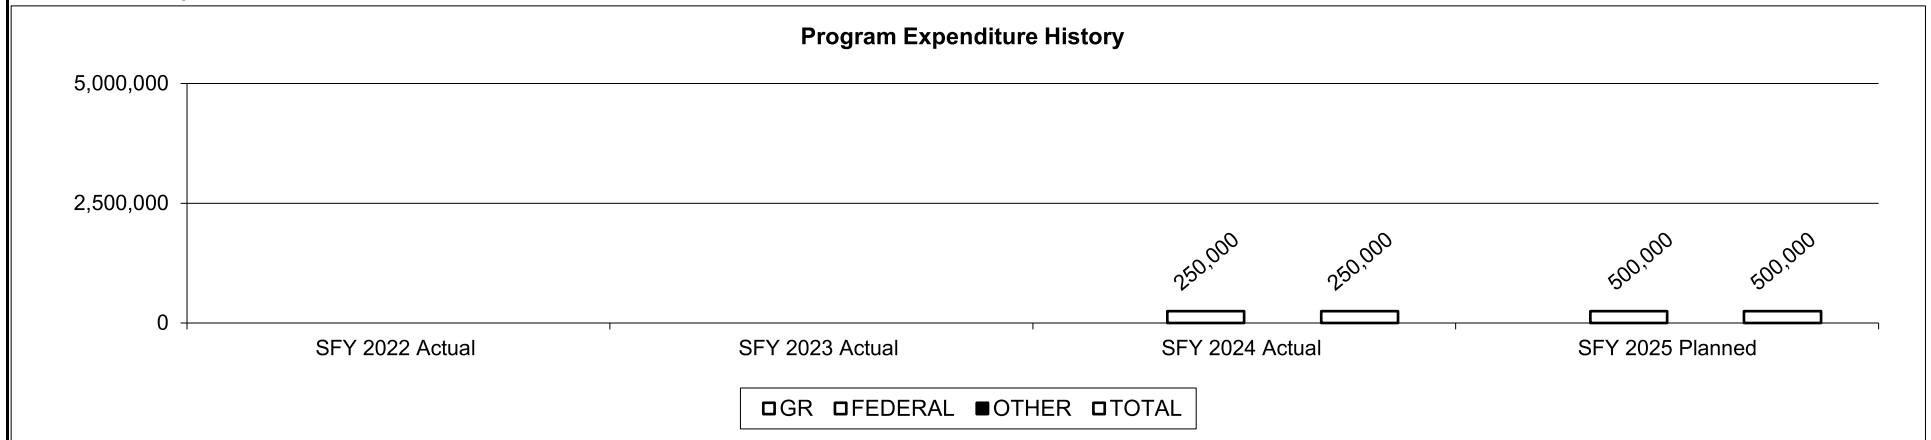 Program Expenditure History
5,000,000
2,500,000
0
250,000 250,000 500,000 500,000
SFY 2022 Actual SFY 2023 Actual SFY 2024 Actual SFY 2025 Planned
GR FEDERAL OTHER TOTAL